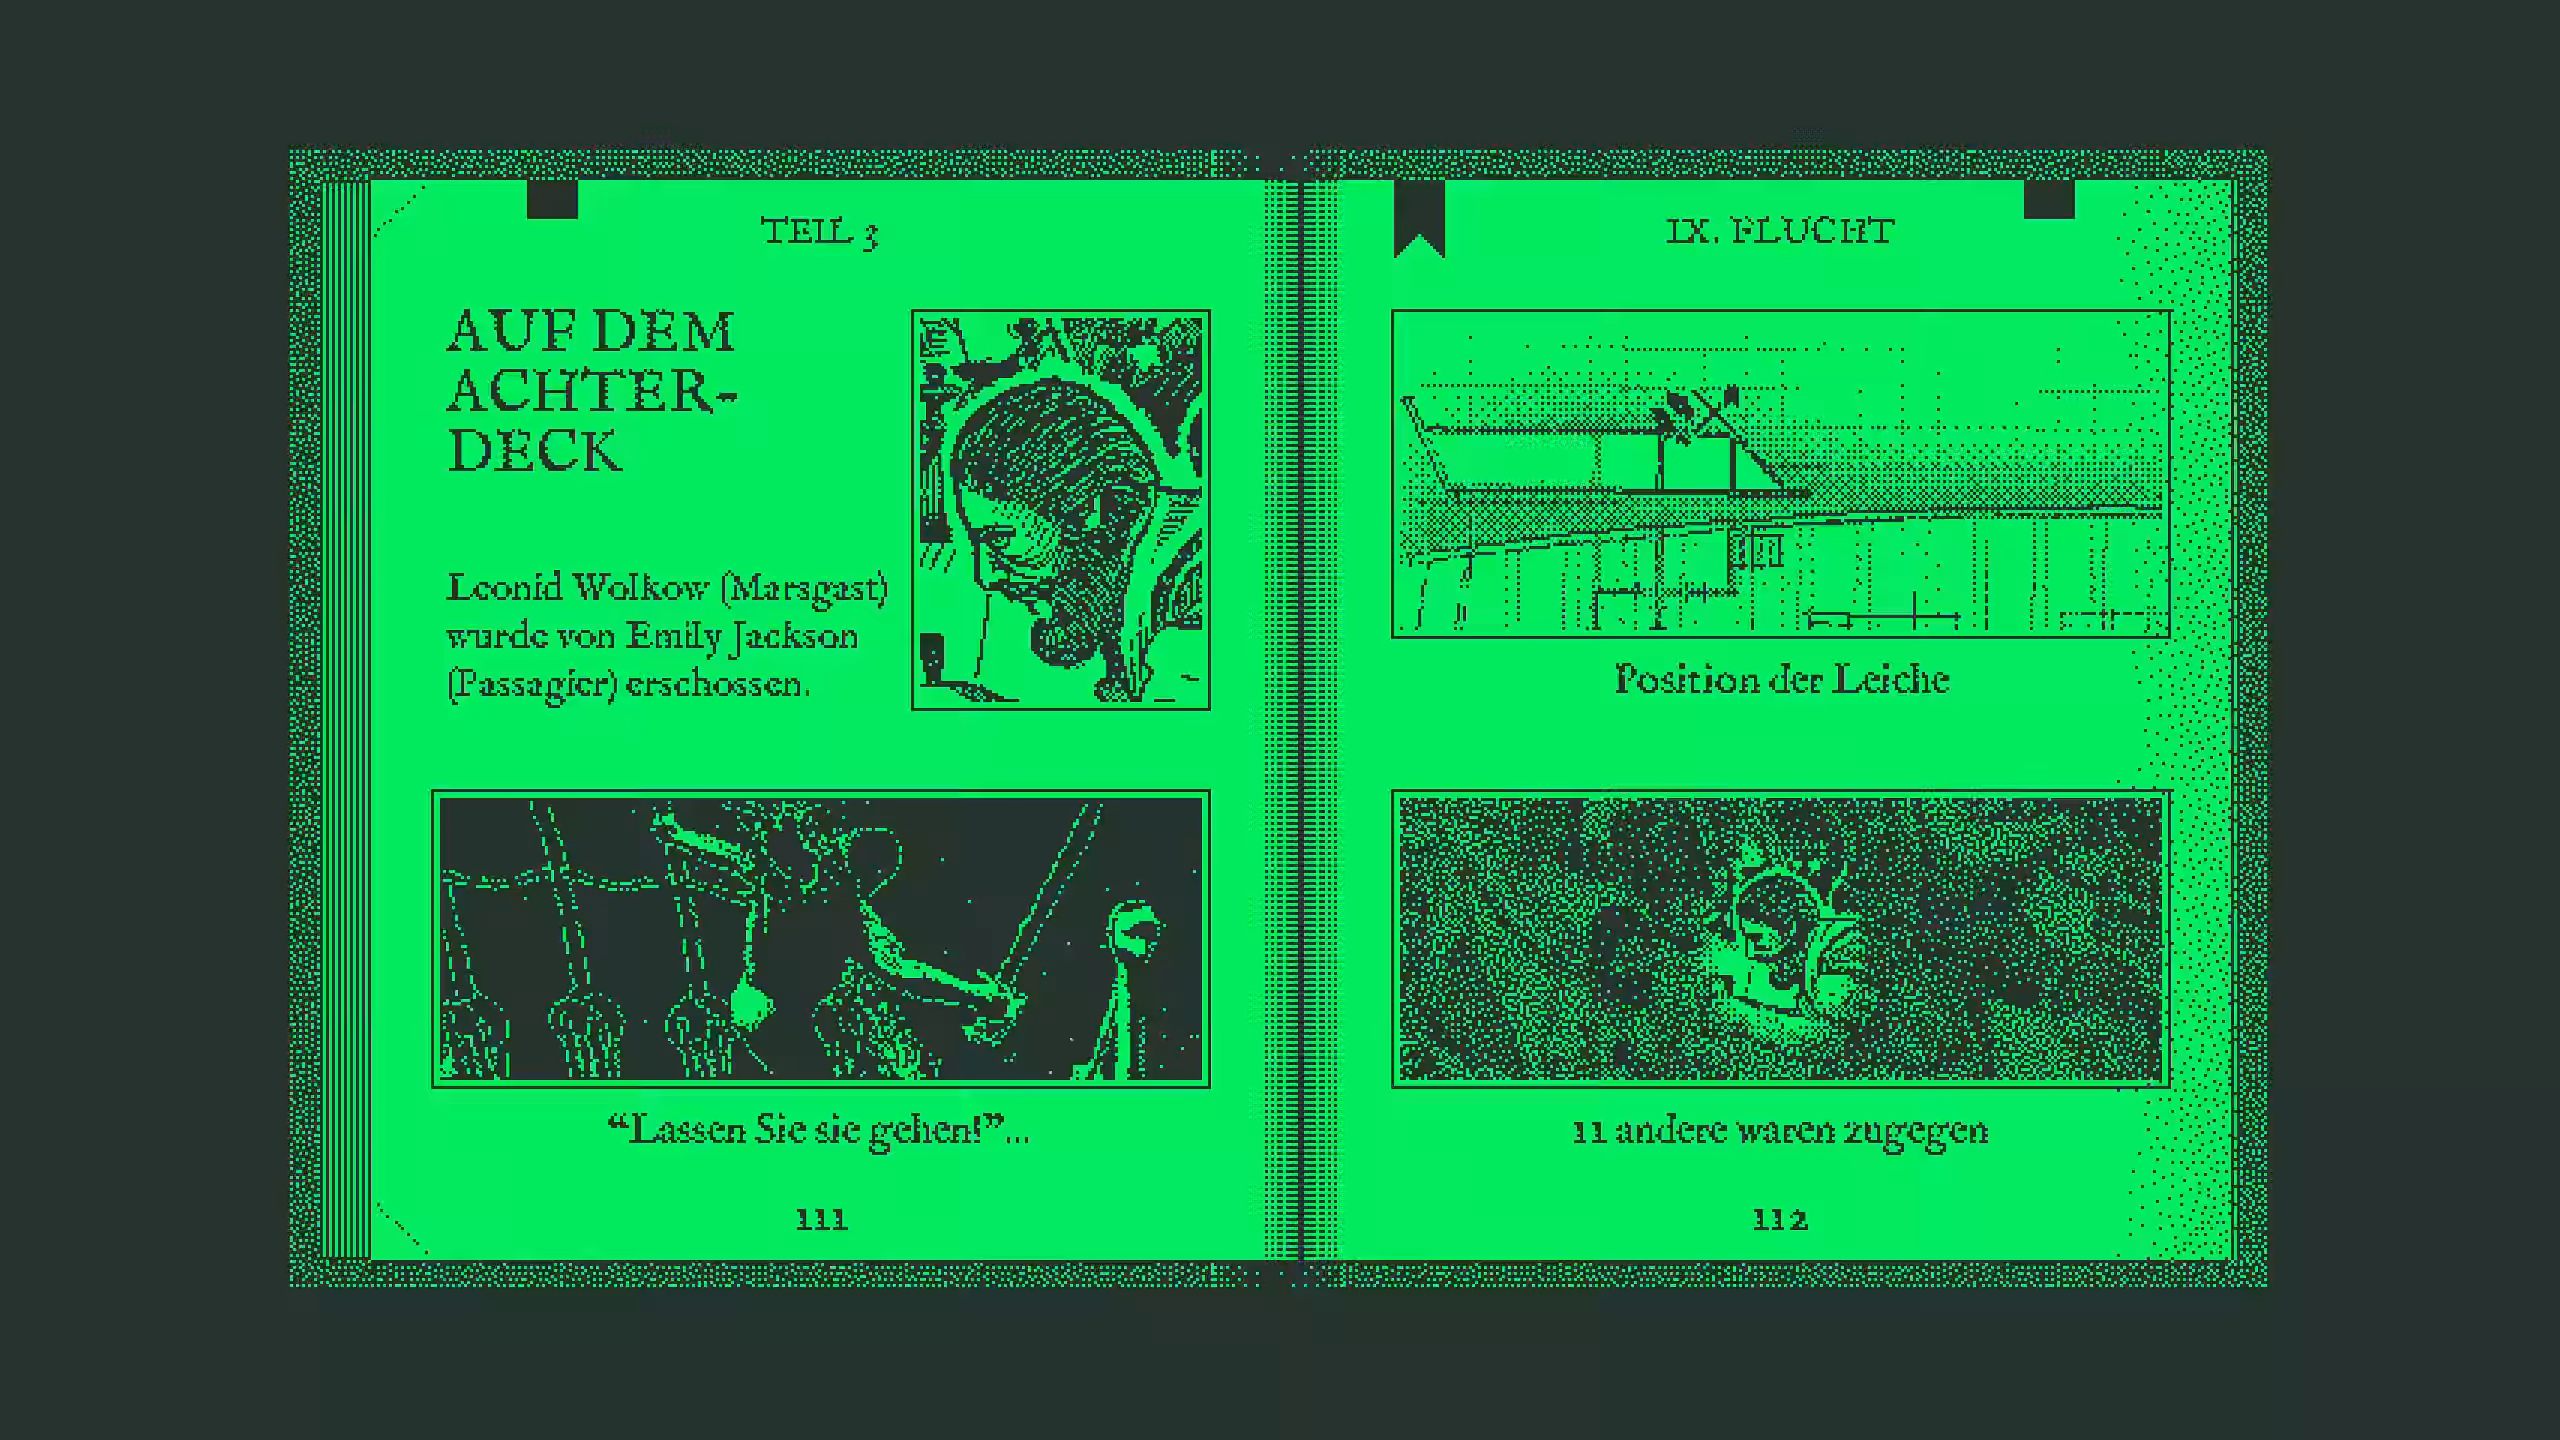 TEIL 3
AUF DEM
ACHTER-
DECK
Leonid Wolkow (Marsgast)
wurde von Emily Jackson
(Passagier) erschossen.
“Lassen Sie sie gehen!”...
111
IX. FLUCHT
Position der Leiche
11 andere waren zugegen
112